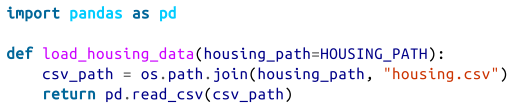 import pandas as pd
def load_housing_data(housing_path=HOUSING_PATH):
    csv_path = os.path.join(housing_path, "housing.csv")
    return pd.read_csv(csv_path)